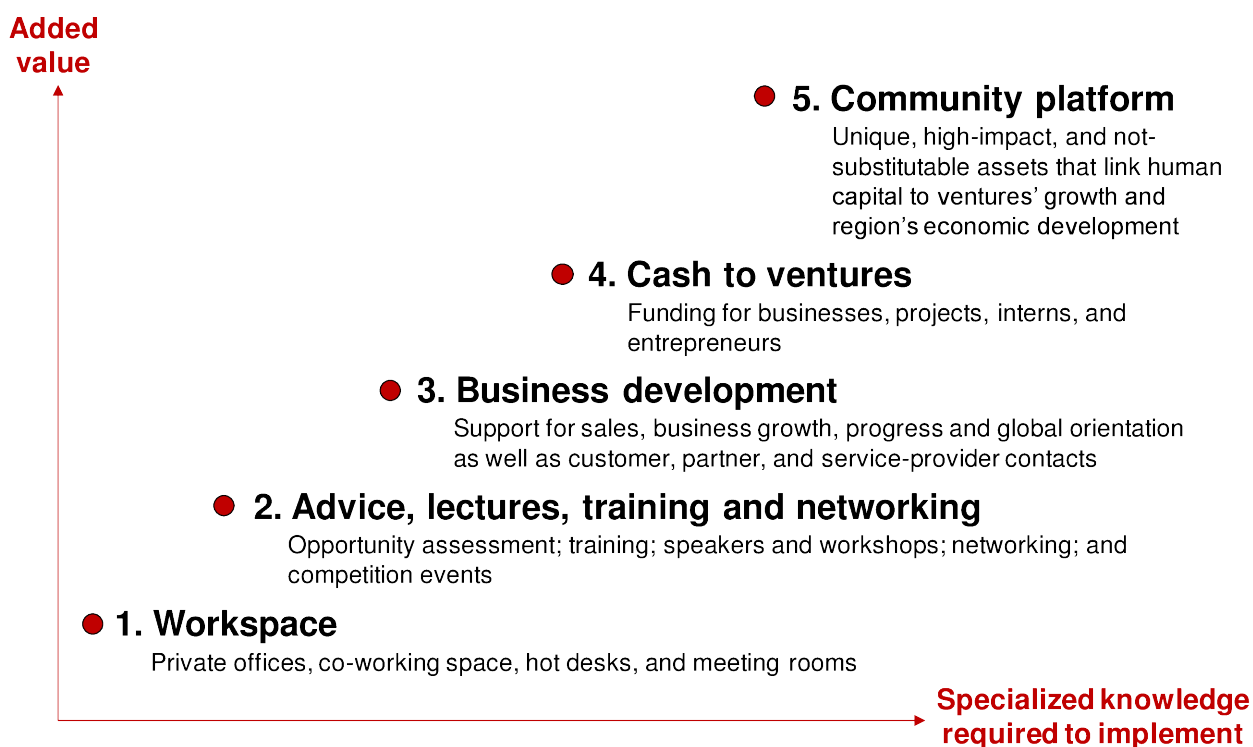 Added
value
5. Community platform
Unique, high-impact, and not-
substitutable assets that link human
capital to ventures’ growth and
region’s economic development
4. Cash to ventures
Funding for businesses, projects, interns, and
entrepreneurs
3. Business development
Support for sales, business growth, progress and global orientation
as well as customer, partner, and service-provider contacts
2. Advice, lectures, training and networking
Opportunity assessment; training; speakers and workshops; networking; and
competition events
1. Workspace
Private offices, co-working space, hot desks, and meeting rooms
Specialized knowledge
required to implement